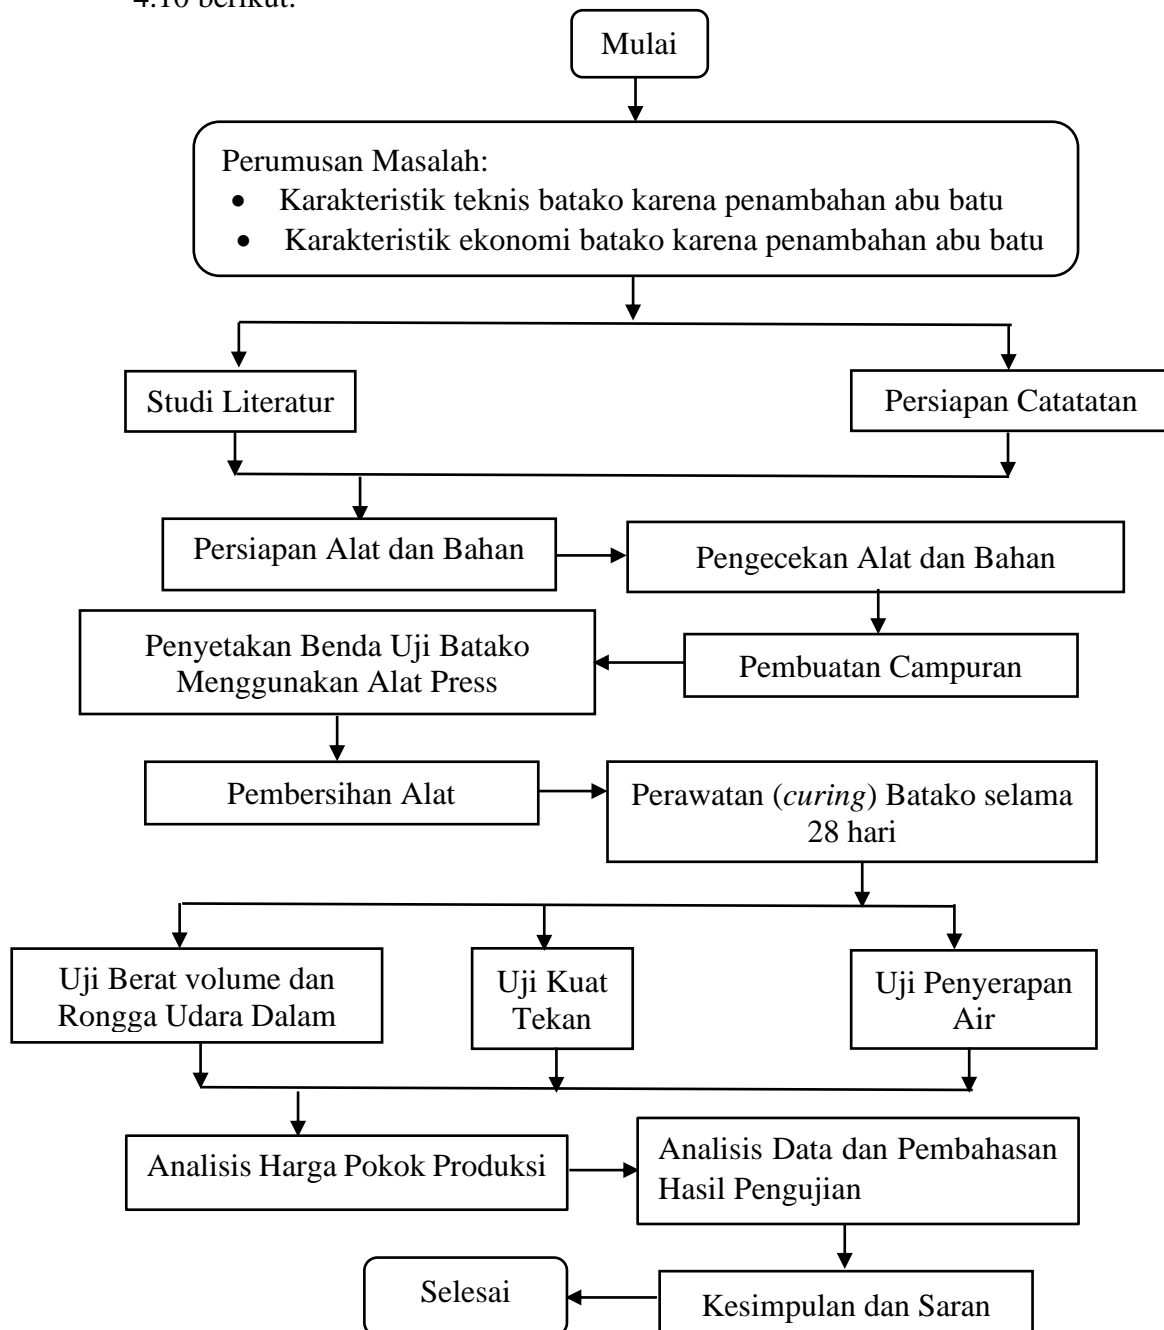 4.10 berikut.
Mulai
Perumusan Masalah:
• Karakteristik teknis batako karena penambahan abu batu
• Karakteristik ekonomi batako karena penambahan abu batu
Studi Literatur
Persiapan Catatatan
Persiapan Alat dan Bahan
Pengecekan Alat dan Bahan
Penyetakan Benda Uji Batako
Menggunakan Alat Press
Pembuatan Campuran
Pembersihan Alat
Perawatan (curing) Batako selama
28 hari
Uji Berat volume dan
Rongga Udara Dalam
Uji Kuat
Tekan
Uji Penyerapan
Air
Analisis Harga Pokok Produksi
Analisis Data dan Pembahasan
Hasil Pengujian
Selesai
Kesimpulan dan Saran